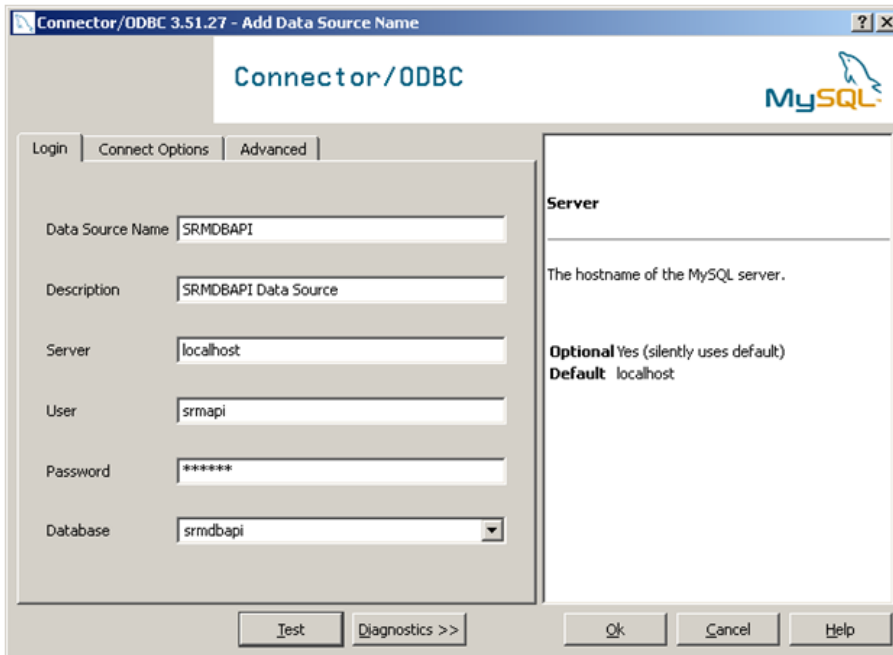 Connector/ODBC 3.51.27 - Add Data Source Name
Connector/ODBC
MySQL
Login Connect Options Advanced
Data Source Name SRMDBAPI
Description SRMDBAPI Data Source
Server localhost
User srmapi
Password ******
Database srmdbapi
Server
The hostname of the MySQL server.
Optional Yes (silently uses default)
Default localhost
Test Diagnostics >> Ok Cancel Help